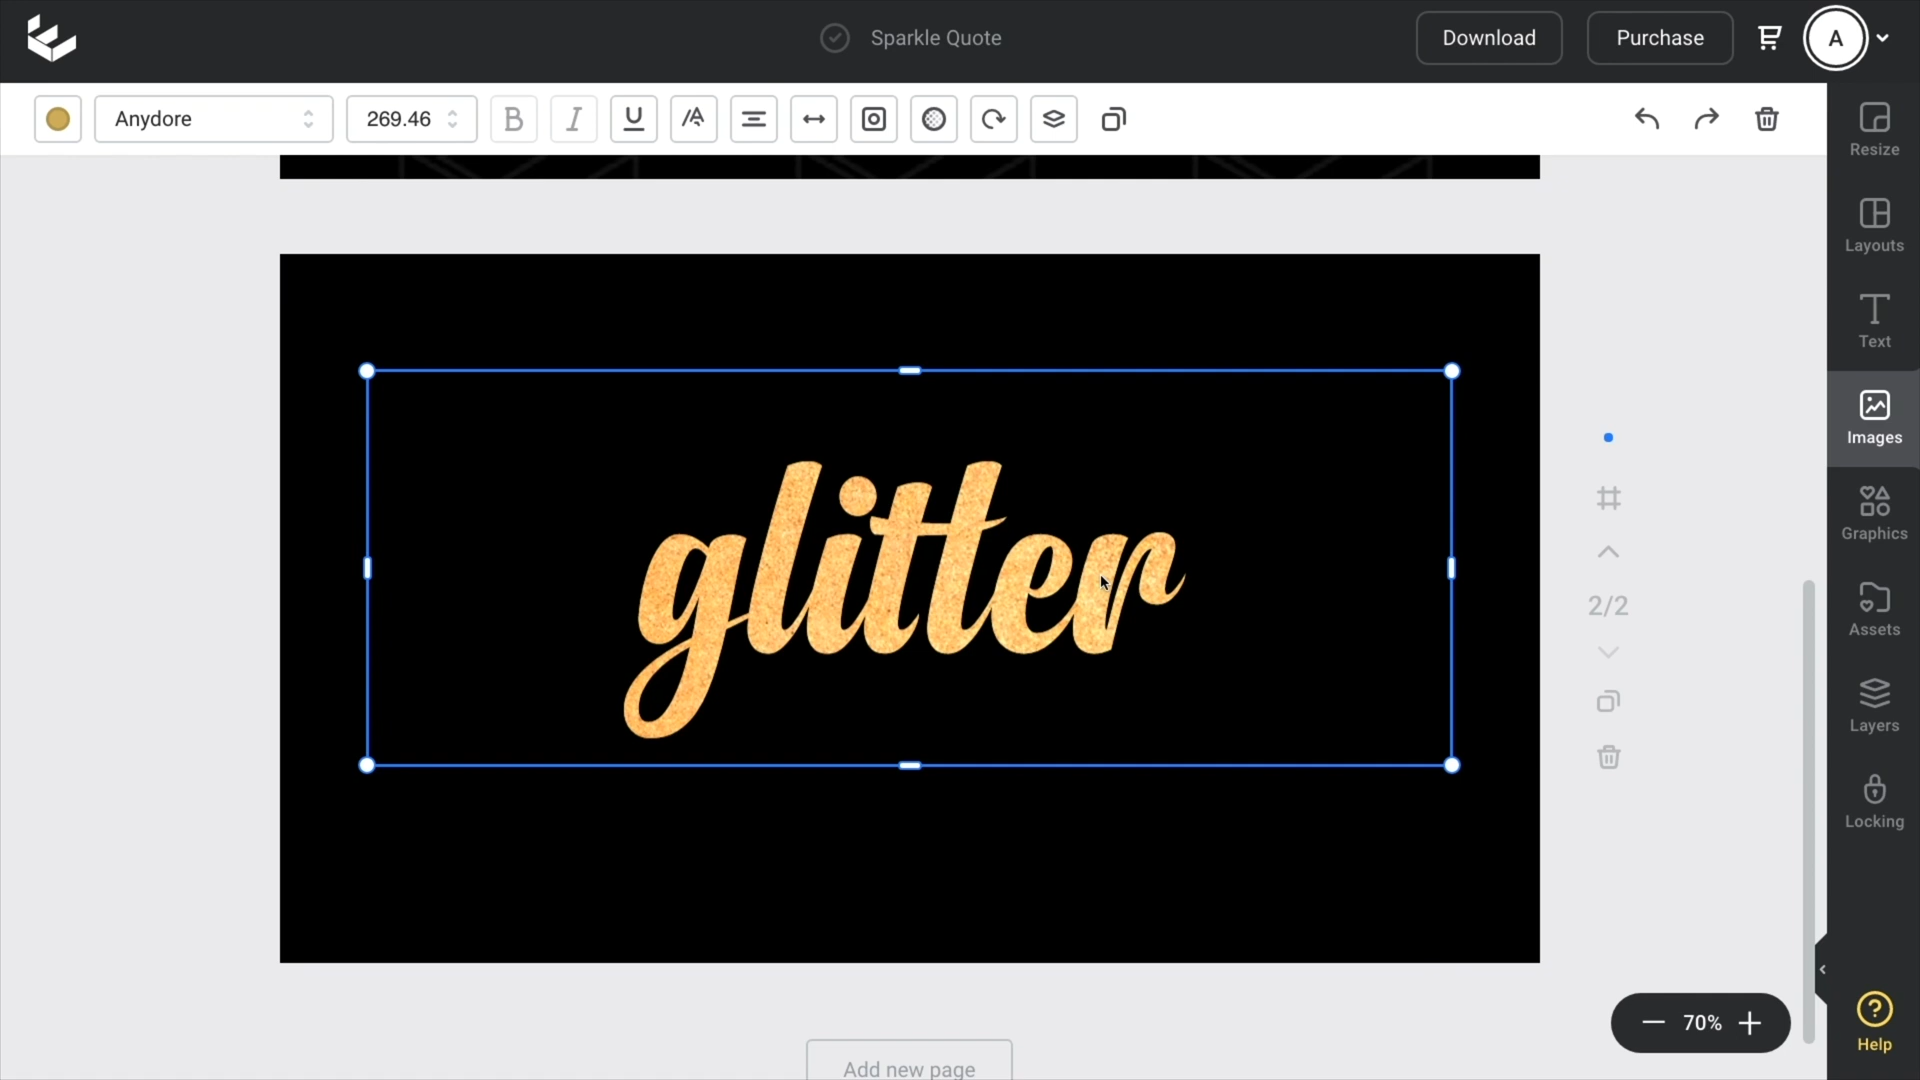 Sparkle Quote
Download
Purchase
A
Anydore
269.46
B
I
U
A
Resize
Layouts
Text
Images
Graphics
Assets
Layers
Locking
glitter
2/2
70%
Help
Add new page